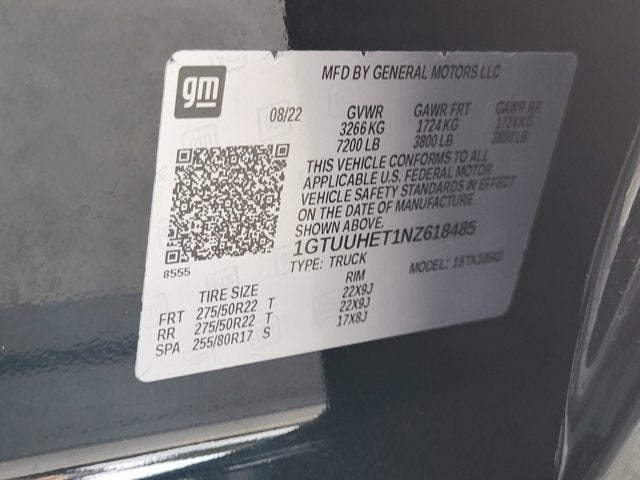 gm
MFD BY GENERAL MOTORS LLC
08/22 GVWR GAWR FRT GAWR RR
3266 KG 1724 KG 1724 KG
7200 LB 3800 LB 3800 LB
THIS VEHICLE CONFORMS TO ALL
APPLICABLE U.S. FEDERAL MOTOR
VEHICLE SAFETY STANDARDS IN EFFECT
ON THE DATE OF MANUFACTURE
SHOWN ABOVE.
1GTUUHET1NZ618485
8555
TYPE: TRUCK MODEL:
TIRE SIZE RIM
FRT 275/50R22 T 22X9J
RR 275/50R22 T 22X9J
SPA 255/80R17 S 17X8J